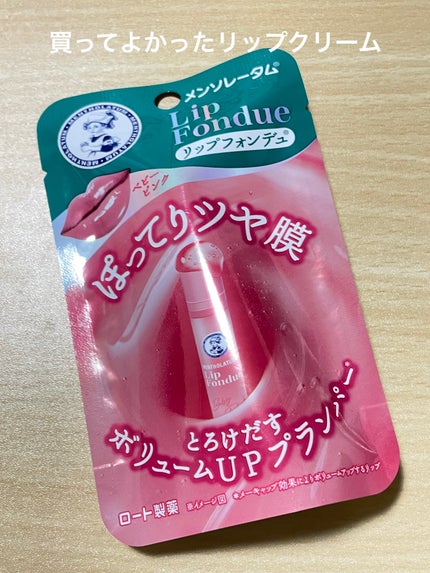 買ってよかったリップクリーム
メンソレータム®
Lip
Fondue
リップフォンデュ®
MENTHOLATUM
MENTHOLATUM
ベビー
ピンク
ぽってりツヤ膜
MENTHOLATUM
Lip
Fondue
とろけだす
ボリュームUPプランパー
ロート製薬
※イメージ図
*メーキャップ効果によりボリュームアップするリップ